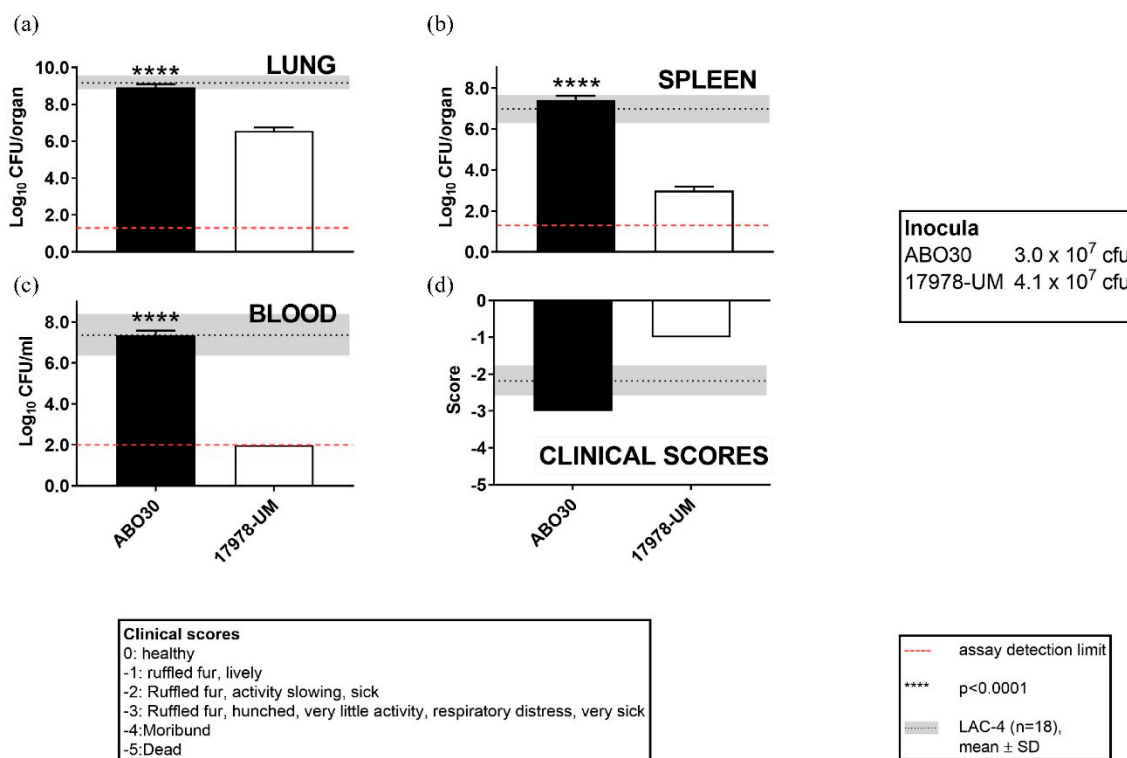 (a)
LUNG
****
Log10 CFU/organ
10.0
8.0
6.0
4.0
2.0
0.0
(b)
SPLEEN
****
Log10 CFU/organ
8.0
6.0
4.0
2.0
0.0
Inocula
ABO30 3.0 x 10^7 cfu
17978-UM 4.1 x 10^7 cfu
(c)
BLOOD
****
Log10 CFU/ml
8.0
6.0
4.0
2.0
0.0
ABO30
17978-UM
(d)
Score
0
-1
-2
-3
-4
-5
CLINICAL SCORES
ABO30
17978-UM
Clinical scores
0: healthy
-1: ruffled fur, lively
-2: Ruffled fur, activity slowing, sick
-3: Ruffled fur, hunched, very little activity, respiratory distress, very sick
-4:Moribund
-5:Dead
assay detection limit
**** p<0.0001
LAC-4 (n=18),
mean ± SD